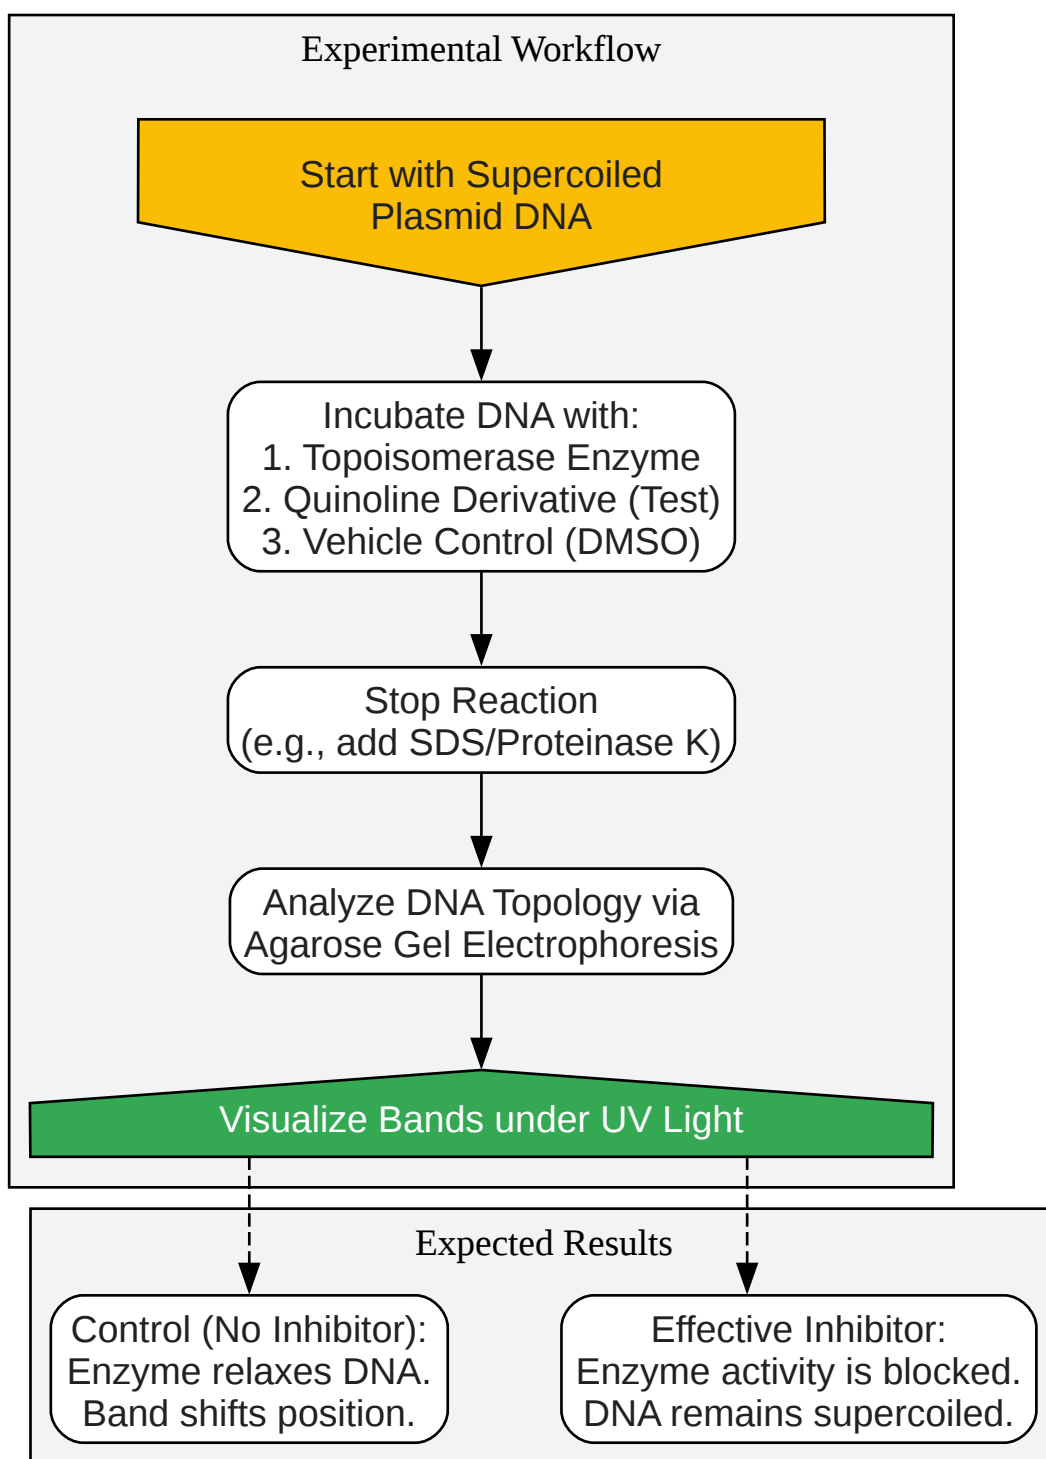 Experimental Workflow
Start with Supercoiled
Plasmid DNA
Incubate DNA with:
1. Topoisomerase Enzyme
2. Quinoline Derivative (Test)
3. Vehicle Control (DMSO)
Stop Reaction
(e.g., add SDS/Proteinase K)
Analyze DNA Topology via
Agarose Gel Electrophoresis
Visualize Bands under UV Light
Expected Results
Control (No Inhibitor):
Enzyme relaxes DNA.
Band shifts position.
Effective Inhibitor:
Enzyme activity is blocked.
DNA remains supercoiled.